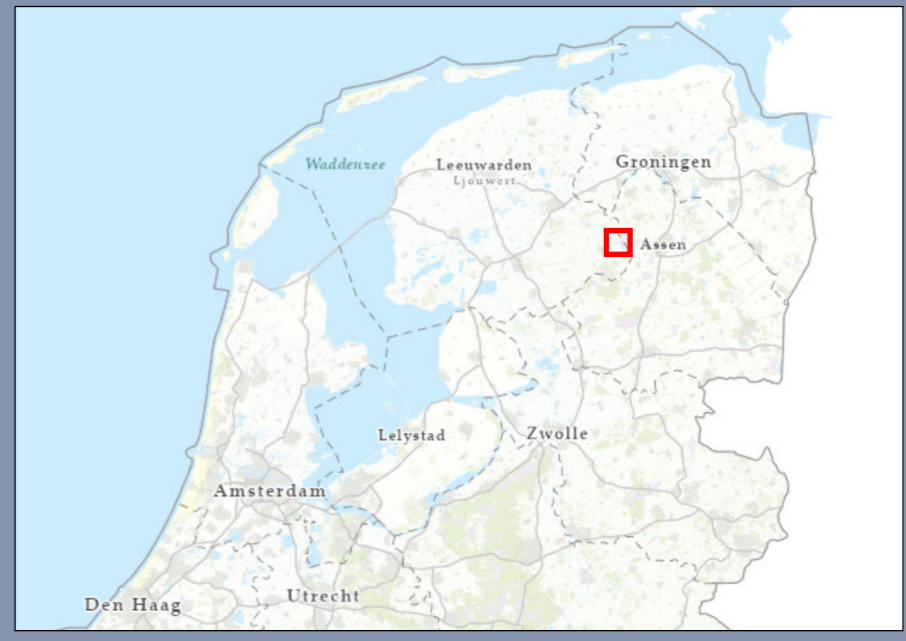 Waddenzee
Leeuwarden
Ljouwert
Groningen
Assen
Lelystad
Zwolle
Amsterdam
Utrecht
Den Haag